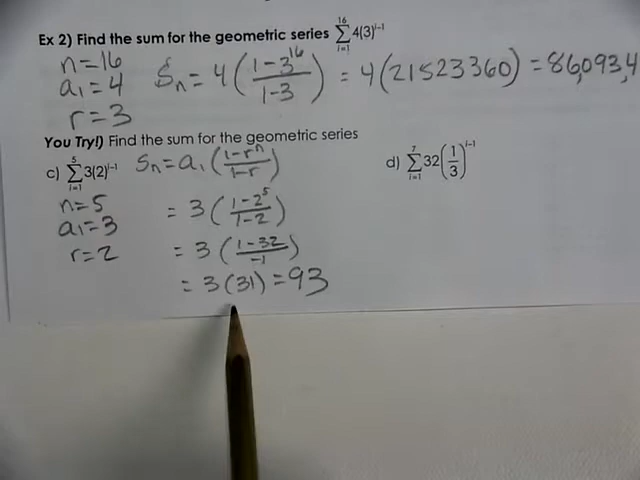 Ex 2) Find the sum for the geometric series \sum_{i=1}^{16} 4(3)^{i-1}
n=16
a₁=4
r=3
Sn = 4 ( (1-3^16)/(1-3) ) = 4 (21523360) = 86,093,4
You Try!) Find the sum for the geometric series
c) \sum_{i=1}^{5} 3(2)^{i-1}
Sn = a₁ ( (1-r^n)/(1-r) )
n=5
a₁=3
r=2
= 3 ( (1-2^5)/(1-2) )
= 3 ( (1-32)/-1 )
= 3 (31) = 93
d) \sum_{i=1}^{7} 32 (1/3)^{i-1}